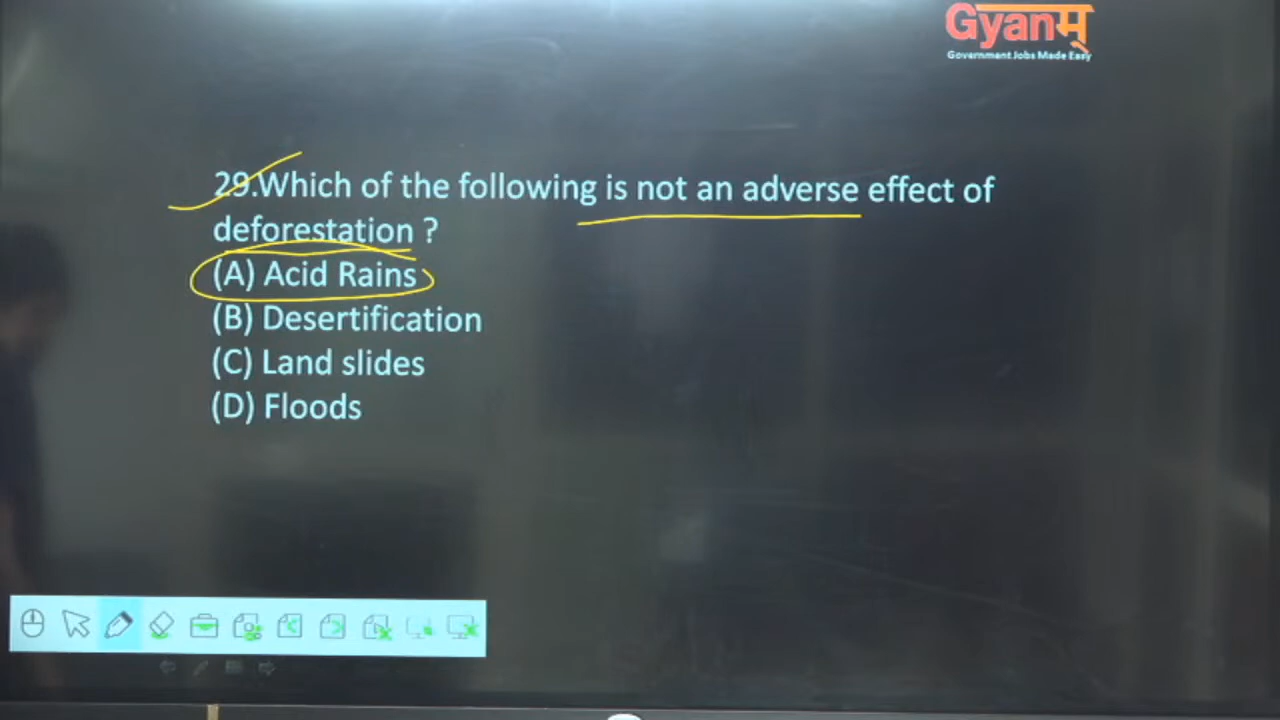 Gyanम्
Government Jobs Made Easy
29.Which of the following is not an adverse effect of
deforestation ?
(A) Acid Rains
(B) Desertification
(C) Land slides
(D) Floods